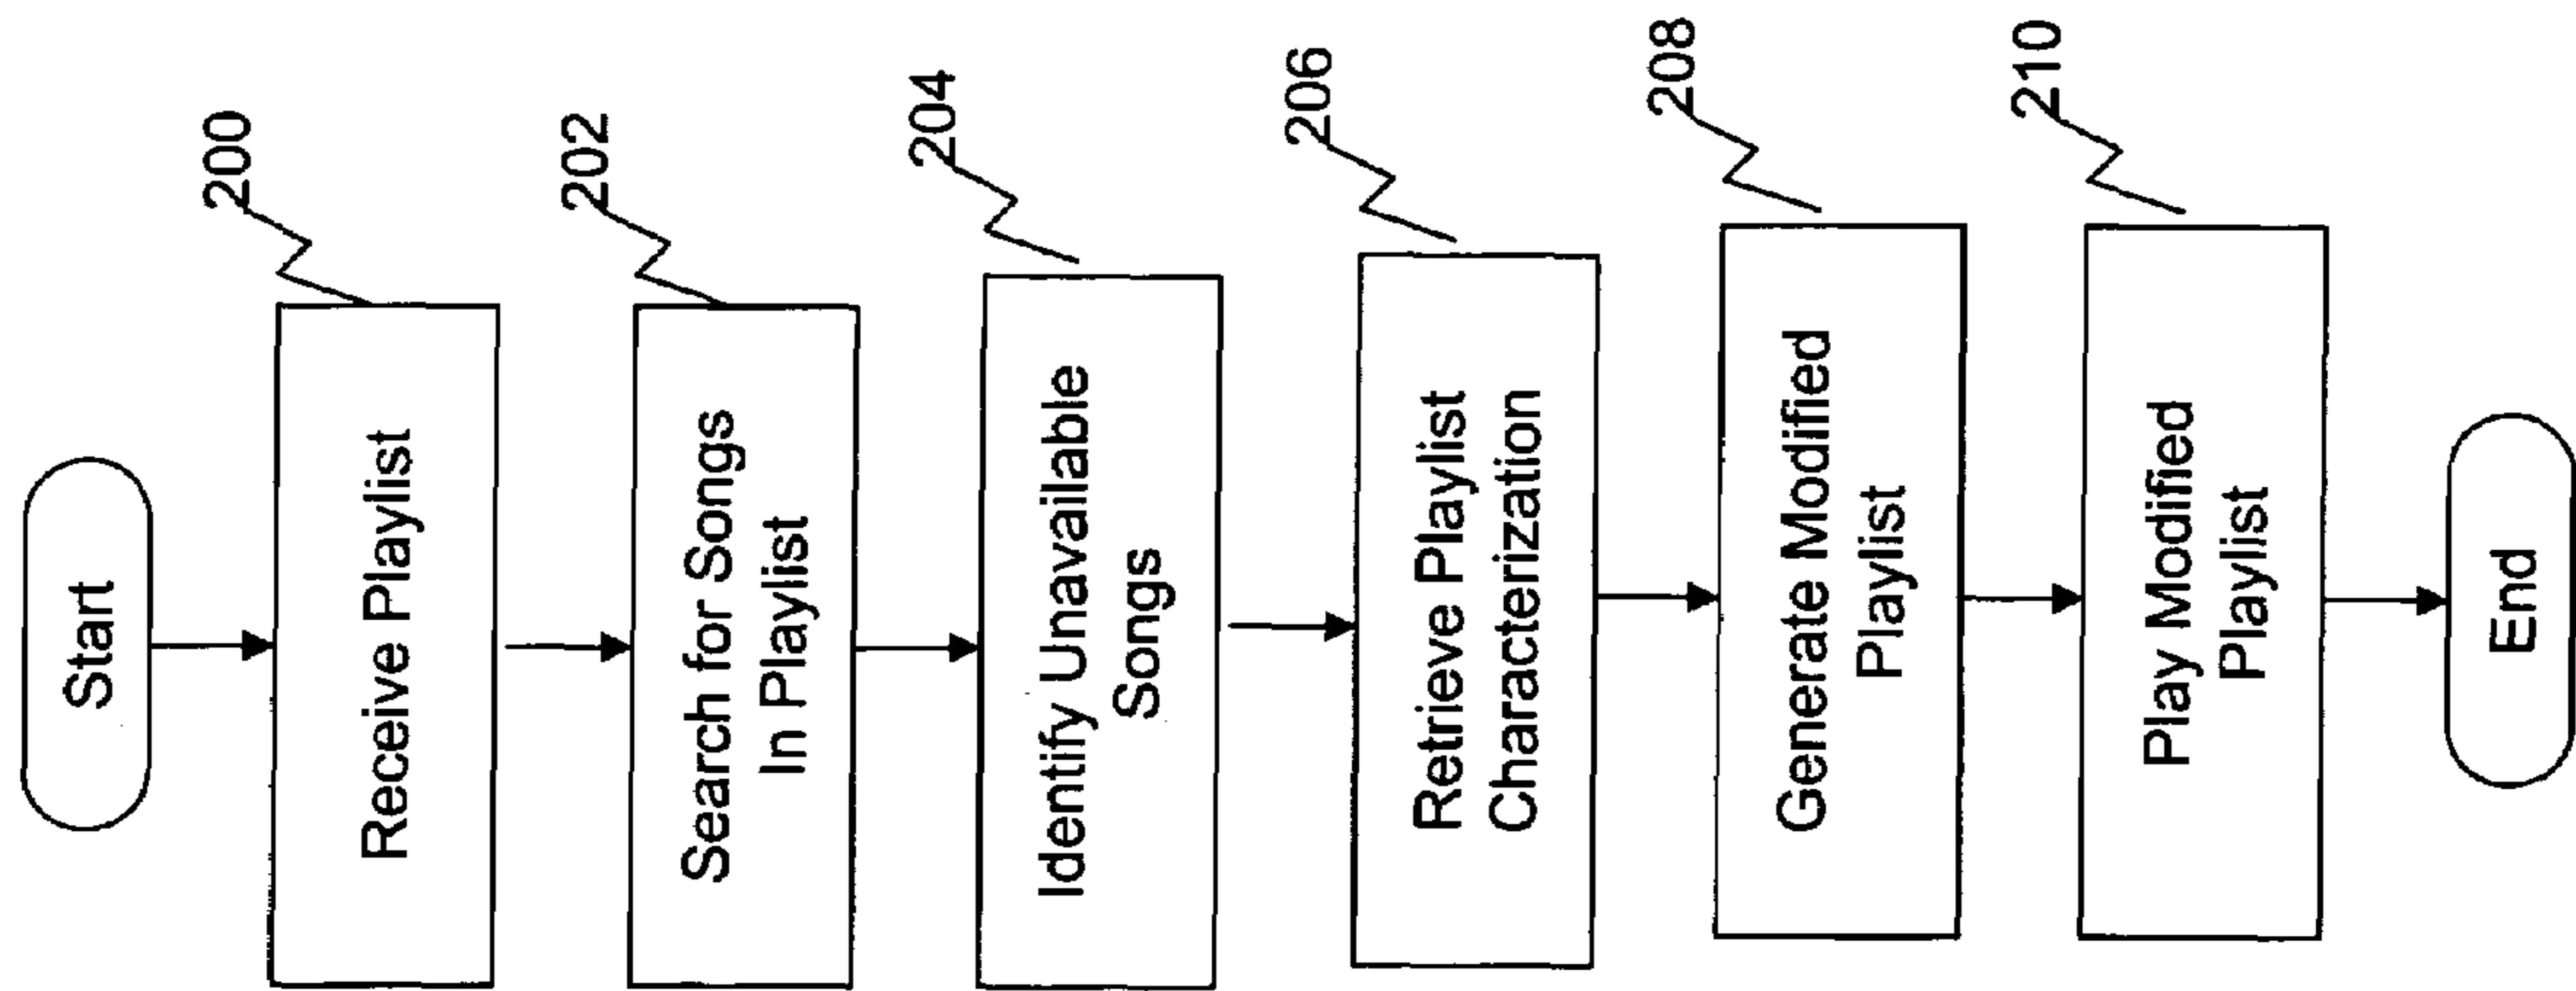 Start
200
Receive Playlist
202
Search for Songs
In Playlist
204
Identify Unavailable
Songs
206
Retrieve Playlist
Characterization
208
Generate Modified
Playlist
210
Play Modified
Playlist
End